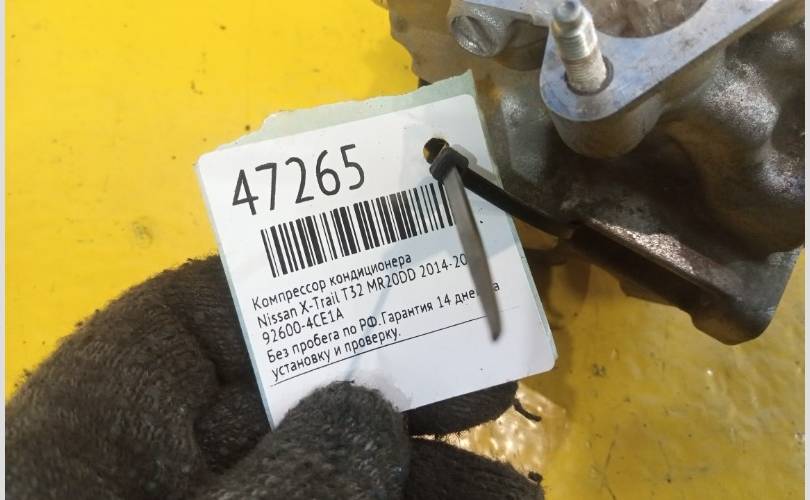 47265
Компрессор кондиционера
Nissan X-Trail T32 MR20DD 2014-20
92600-4CE1A
Без пробега по РФ.Гарантия 14 дне
установку и проверку.